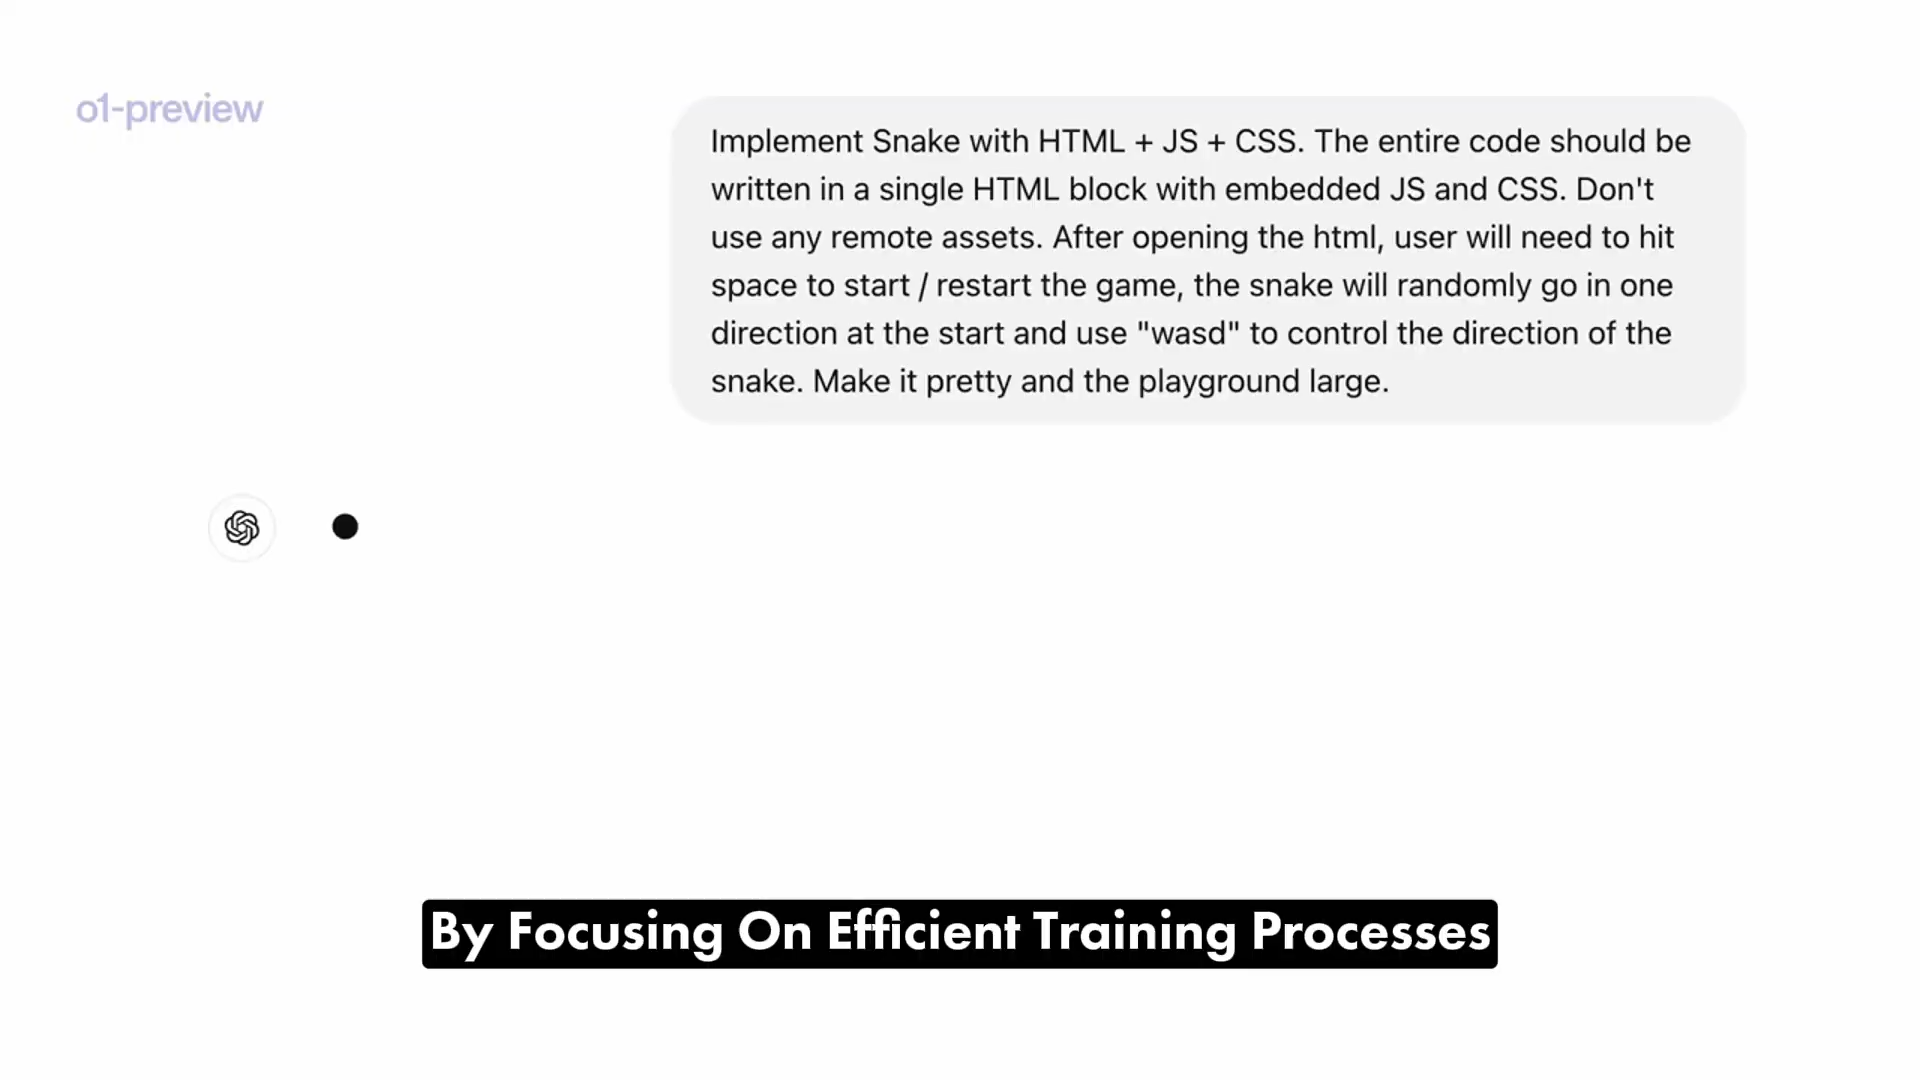 o1-preview
Implement Snake with HTML + JS + CSS. The entire code should be
written in a single HTML block with embedded JS and CSS. Don't
use any remote assets. After opening the html, user will need to hit
space to start / restart the game, the snake will randomly go in one
direction at the start and use "wasd" to control the direction of the
snake. Make it pretty and the playground large.
By Focusing On Efficient Training Processes